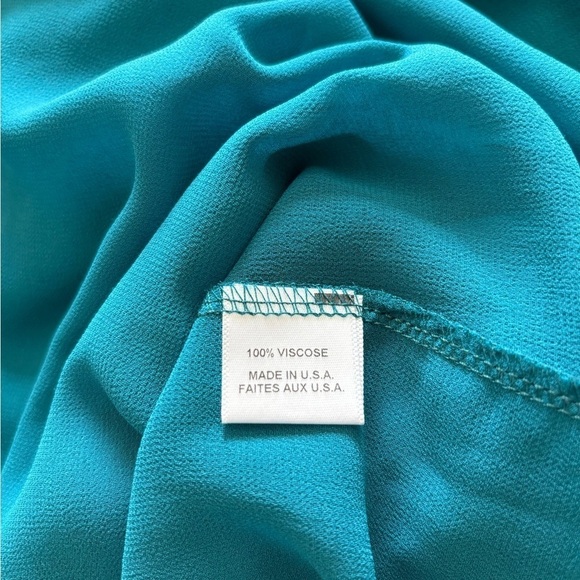 100% VISCOSE
MADE IN U.S.A.
FAITES AUX U.S.A.